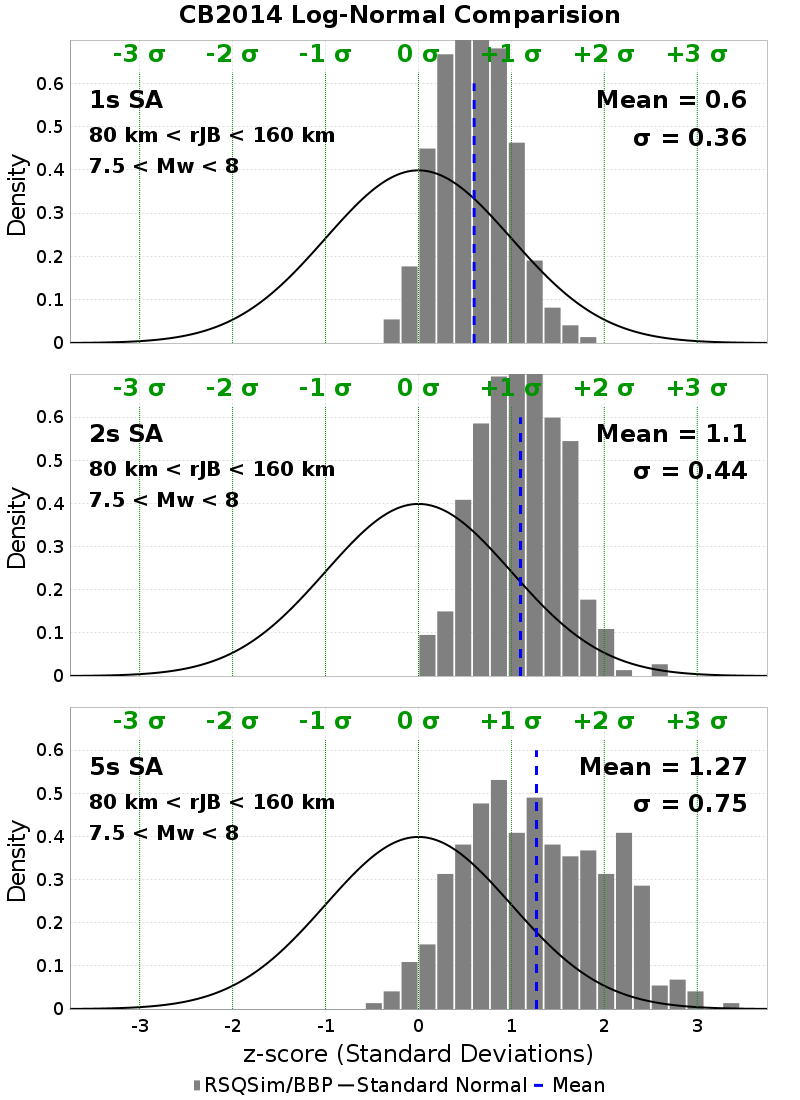 CB2014 Log-Normal Comparision
-3 σ -2 σ -1 σ 0 σ +1 σ +2 σ +3 σ
1s SA
80 km < rJB < 160 km
7.5 < Mw < 8
Mean = 0.6
σ = 0.36
Density
0.6
0.5
0.4
0.3
0.2
0.1
0
-3 σ -2 σ -1 σ 0 σ +1 σ +2 σ +3 σ
2s SA
80 km < rJB < 160 km
7.5 < Mw < 8
Mean = 1.1
σ = 0.44
Density
0.6
0.5
0.4
0.3
0.2
0.1
0
-3 σ -2 σ -1 σ 0 σ +1 σ +2 σ +3 σ
5s SA
80 km < rJB < 160 km
7.5 < Mw < 8
Mean = 1.27
σ = 0.75
Density
0.6
0.5
0.4
0.3
0.2
0.1
0
-3 -2 -1 0 1 2 3
z-score (Standard Deviations)
RSQSim/BBP Standard Normal Mean